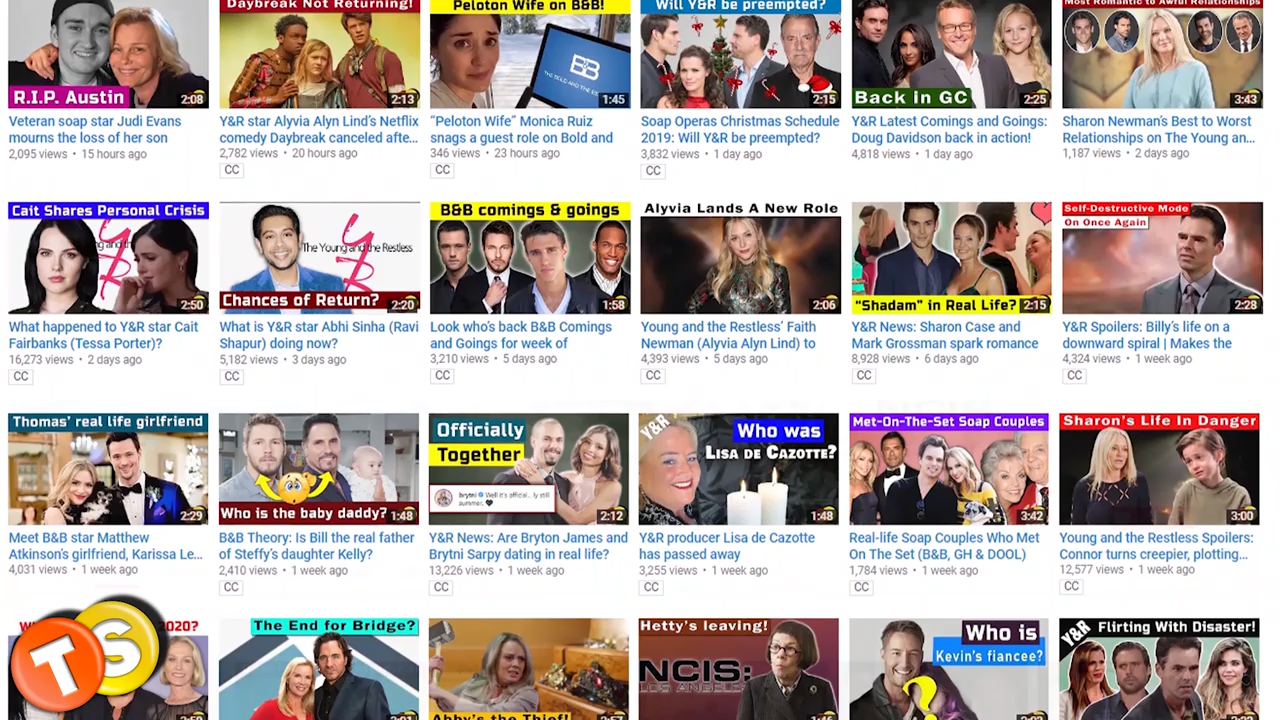 Daybreak Not Returning!
Peloton Wife on B&B!
Will Y&R be preempted?
Most Romantic to Awful Relationships
R.I.P. Austin
2:08
2:13
BB
1:45
2:15
Back in GC
2:25
3:43
Veteran soap star Judi Evans
mourns the loss of her son
2,095 views • 15 hours ago
Y&R star Alyvia Alyn Lind's Netflix
comedy Daybreak canceled afte...
2,782 views • 20 hours ago
CC
“Peloton Wife” Monica Ruiz
snags a guest role on Bold and
346 views • 23 hours ago
CC
Soap Operas Christmas Schedule
2019: Will Y&R be preempted?
3,832 views • 1 day ago
CC
Y&R Latest Comings and Goings:
Doug Davidson back in action!
4,818 views • 1 day ago
Sharon Newman's Best to Worst
Relationships on The Young an...
1,187 views • 2 days ago
Cait Shares Personal Crisis
2:50
The Young and the Restless
YR
Chances of Return?
2:20
B&B comings & goings
1:58
Alyvia Lands A New Role
2:06
“Shadam” in Real Life?
2:15
Self-Destructive Mode
On Once Again
2:28
What happened to Y&R star Cait
Fairbanks (Tessa Porter)?
16,273 views • 2 days ago
CC
What is Y&R star Abhi Sinha (Ravi
Shapur) doing now?
5,182 views • 3 days ago
CC
Look who's back B&B Comings
and Goings for week of
3,210 views • 5 days ago
CC
Young and the Restless’ Faith
Newman (Alyvia Alyn Lind) to
4,393 views • 5 days ago
CC
Y&R News: Sharon Case and
Mark Grossman spark romance
8,928 views • 6 days ago
CC
Y&R Spoilers: Billy's life on a
downward spiral | Makes the
4,324 views • 1 week ago
CC
Thomas’ real life girlfriend
2:29
Who is the baby daddy?
1:48
Officially
Together
brytni Well it's official...
summer.
2:12
Y&R
Who was
Lisa de Cazotte?
1:48
Met-On-The-Set Soap Couples
3:42
Sharon's Life In Danger
3:00
Meet B&B star Matthew
Atkinson's girlfriend, Karissa Le...
4,031 views • 1 week ago
B&B Theory: Is Bill the real father
of Steffy's daughter Kelly?
2,410 views • 1 week ago
CC
Y&R News: Are Bryton James and
Brytni Sarpy dating in real life?
13,226 views • 1 week ago
CC
Y&R producer Lisa de Cazotte
has passed away
3,255 views • 1 week ago
CC
Real-life Soap Couples Who Met
On The Set (B&B, GH & DOOL)
1,784 views • 1 week ago
CC
Young and the Restless Spoilers:
Connor turns creepier, plotting...
12,577 views • 1 week ago
CC
2020?
TS
The End for Bridge?
Abby's the Thief!
Hetty's leaving!
NCIS:
LOS ANGELES
Who is
Kevin's fiancee?
?
Y&R
Flirting With Disaster!